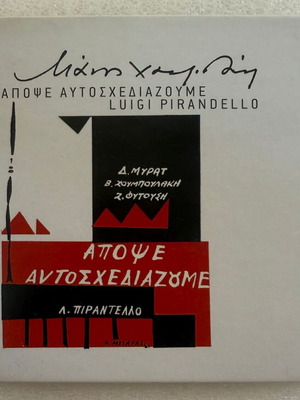 Μάνος Χατζιδάκις
ΑΠΟΨΕ ΑΥΤΟΣΧΕΔΙΑΖΟΥΜΕ
LUIGI PIRANDELLO
Δ. ΜΥΡΑΤ
Β. ΖΟΥΜΠΟΥΛΑΚΗ
Ζ. ΦΥΤΟΥΣΗ
ΑΠΟΨΕ
ΑΥΤΟΣΧΕΔΙΑΖΟΥΜΕ
Λ. ΠΙΡΑΝΤΕΛΛΟ